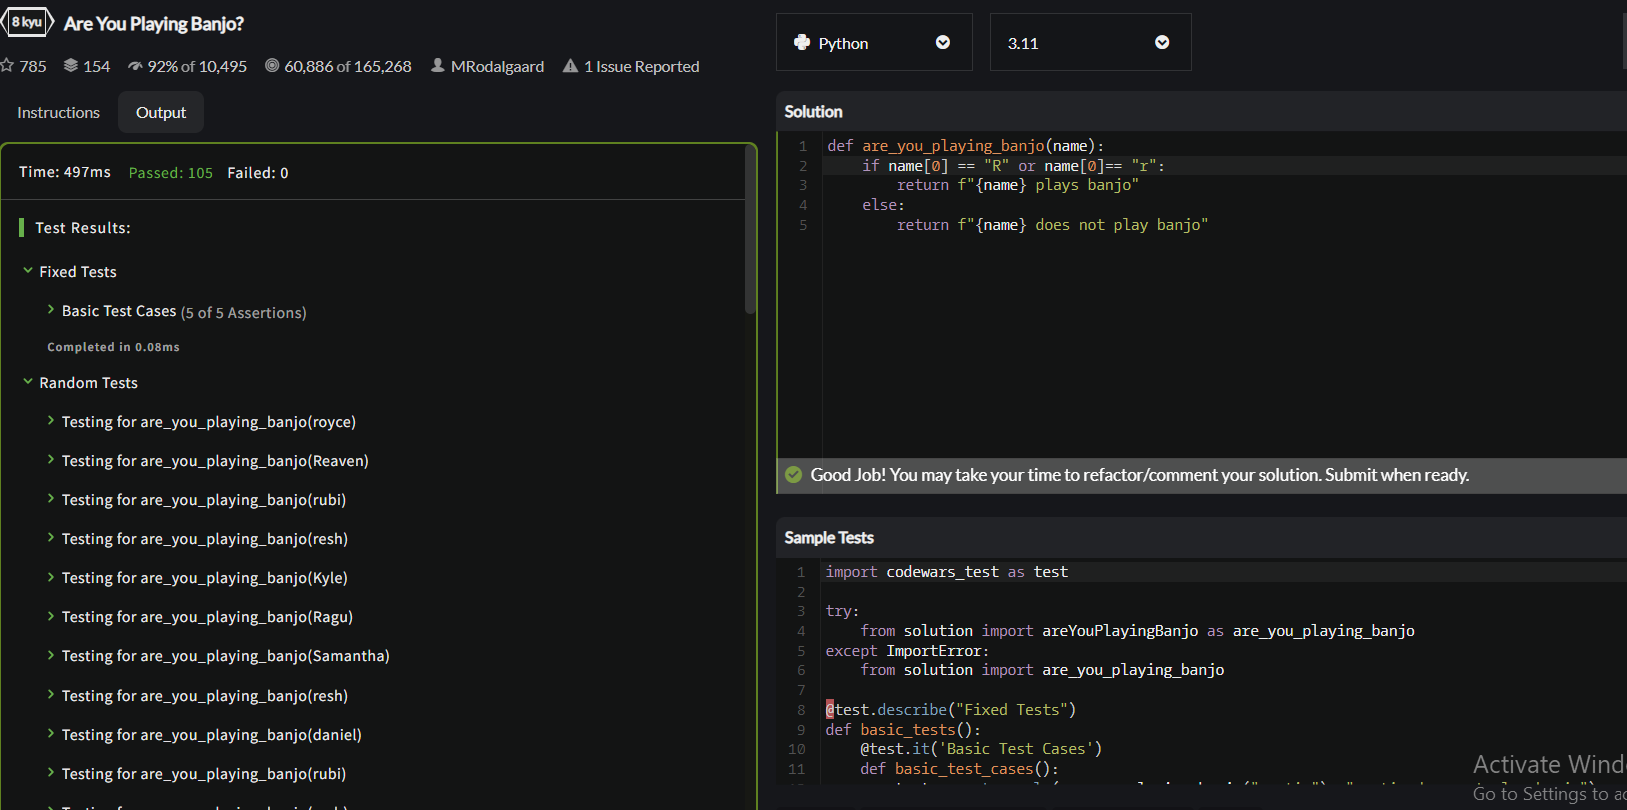 8 kyu Are You Playing Banjo?
785 154 92% of 10,495 60,886 of 165,268 MRodalgaard 1 Issue Reported
Instructions Output
Time: 497ms Passed: 105 Failed: 0
Test Results:
Fixed Tests
Basic Test Cases (5 of 5 Assertions)
Completed in 0.08ms
Random Tests
Testing for are_you_playing_banjo(royce)
Testing for are_you_playing_banjo(Reaven)
Testing for are_you_playing_banjo(rubi)
Testing for are_you_playing_banjo(resh)
Testing for are_you_playing_banjo(Kyle)
Testing for are_you_playing_banjo(Ragu)
Testing for are_you_playing_banjo(Samantha)
Testing for are_you_playing_banjo(resh)
Testing for are_you_playing_banjo(daniel)
Testing for are_you_playing_banjo(rubi)
Python 3.11
Solution
1 def are_you_playing_banjo(name):
2 if name[0] == "R" or name[0]== "r":
3 return f"{name} plays banjo"
4 else:
5 return f"{name} does not play banjo"
Good Job! You may take your time to refactor/comment your solution. Submit when ready.
Sample Tests
1 import codewars_test as test
2
3 try:
4 from solution import areYouPlayingBanjo as are_you_playing_banjo
5 except ImportError:
6 from solution import are_you_playing_banjo
7
8 @test.describe("Fixed Tests")
9 def basic_tests():
10 @test.it('Basic Test Cases')
11 def basic_test_cases():
Activate Wind
Go to Settings to a